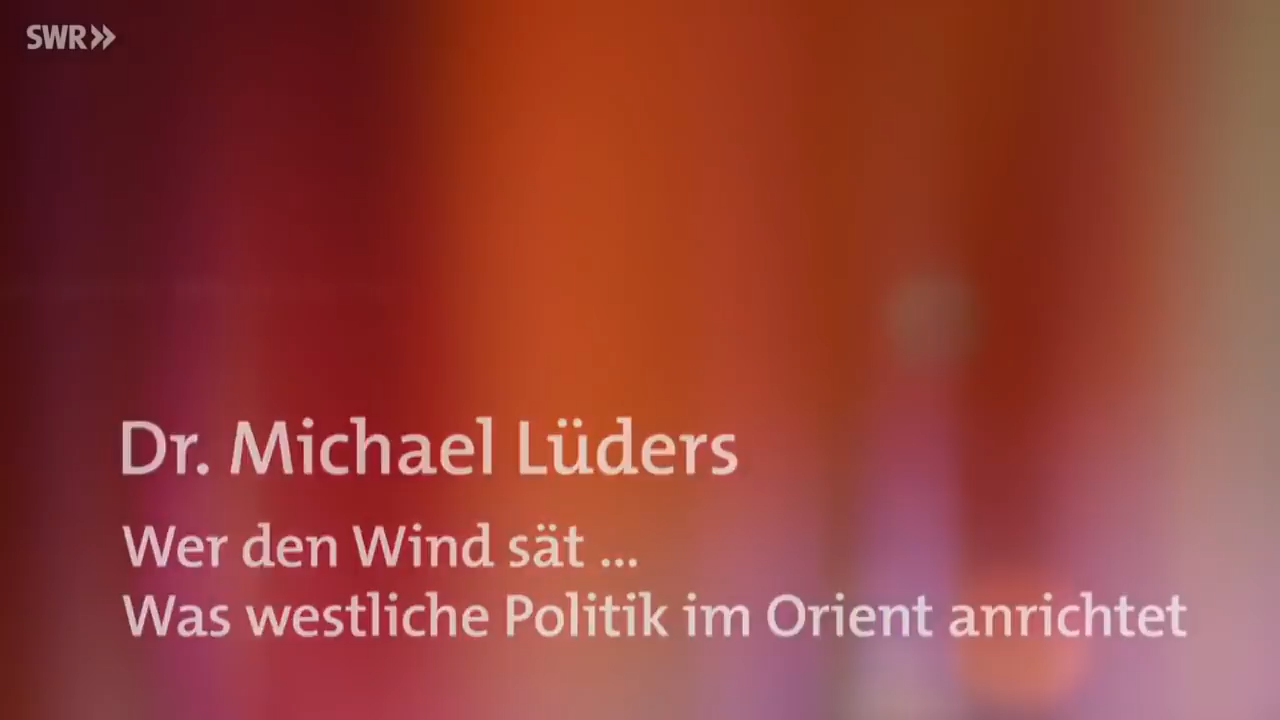 SWR
Dr. Michael Lüders
Wer den Wind sät ...
Was westliche Politik im Orient anrichtet